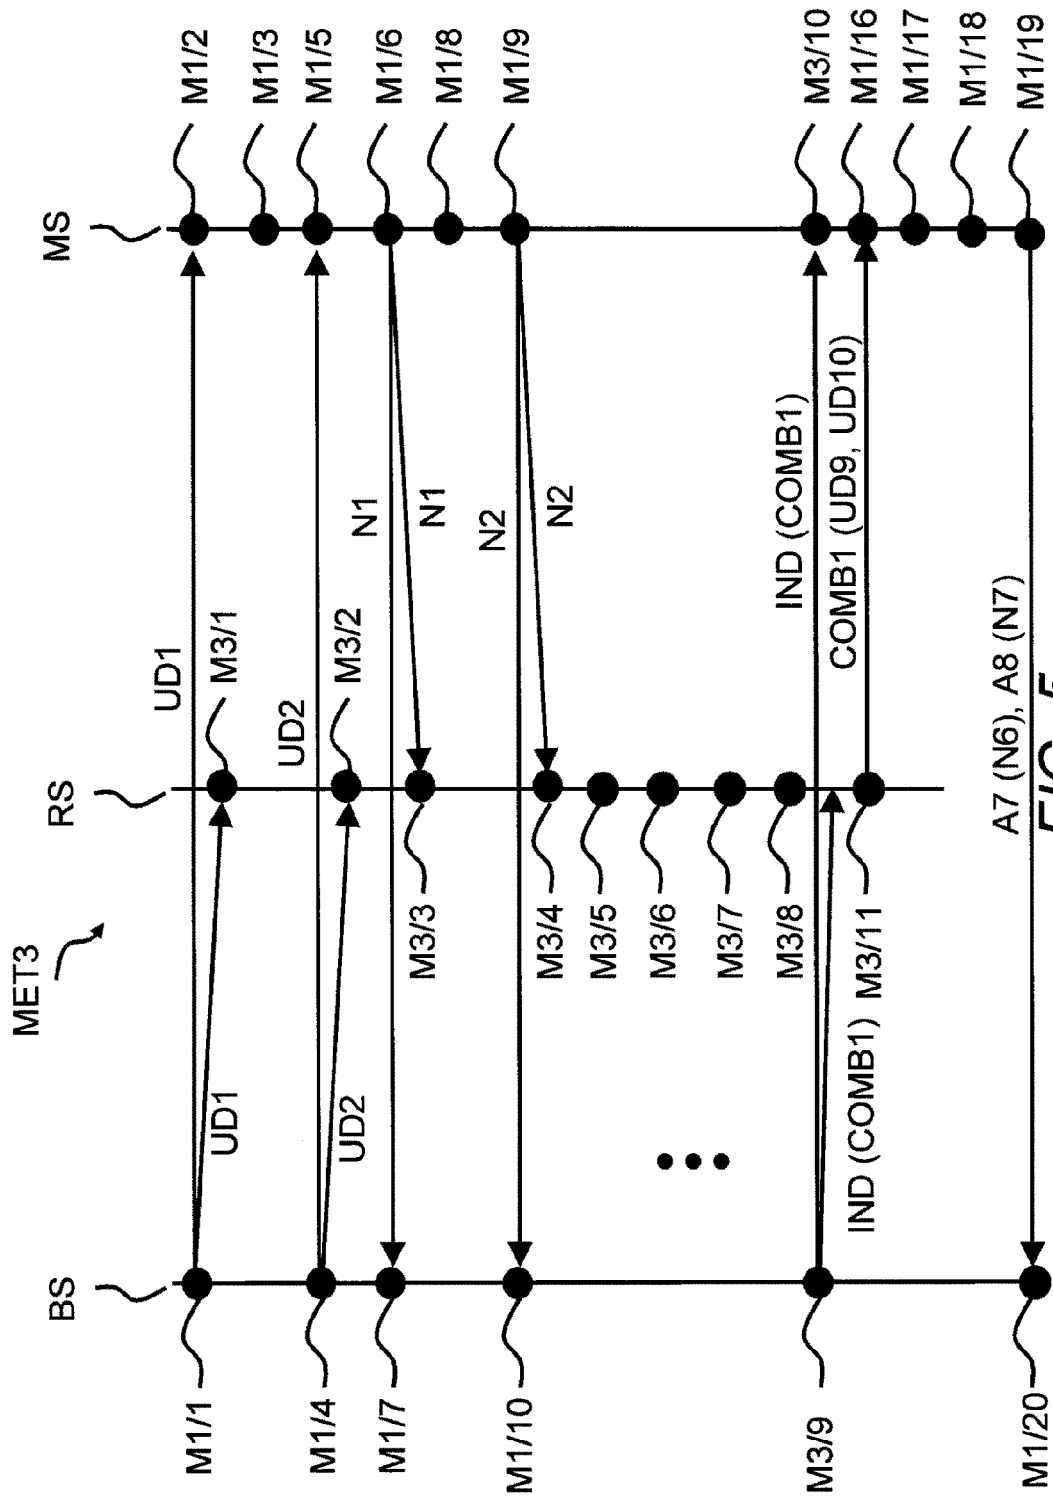 MET3
BS
RS
MS
M1/1
UD1
UD1
M3/1
M1/2
M1/3
M1/4
UD2
UD2
M3/2
M1/5
M1/7
N1
N1
M3/3
M1/6
M1/8
M1/10
N2
N2
M3/4
M1/9
M3/5
M3/6
M3/7
M3/8
M3/9
IND (COMB1)
IND (COMB1)
M3/10
M3/11
COMB1 (UD9, UD10)
M1/16
M1/17
M1/18
M1/20
A7 (N6), A8 (N7)
M1/19
FIG. 5